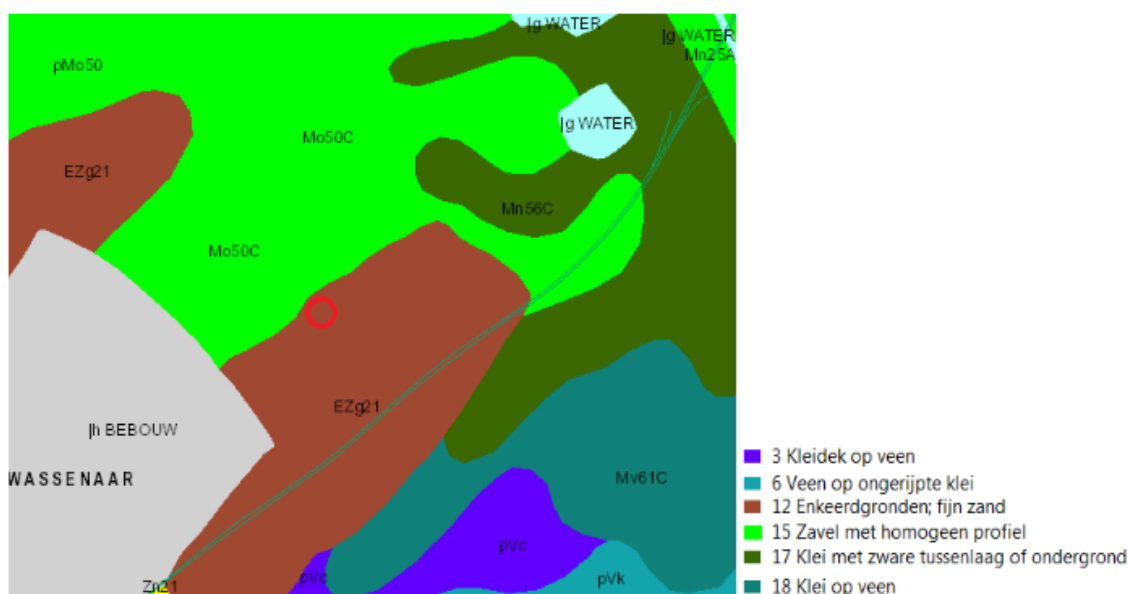 |g WATER
|g WATER
Mn25A
pMo50
|g WATER
Mo50C
EZg21
Mn56C
Mo50C
EZg21
|h BEBOUW
WASSENAAR
Mv61C
pVc
pVc
pVk
Zn21
3 Kleidek op veen
6 Veen op ongerijpte klei
12 Enkeerdgronden; fijn zand
15 Zavel met homogeen profiel
17 Klei met zware tussenlaag of ondergrond
18 Klei op veen